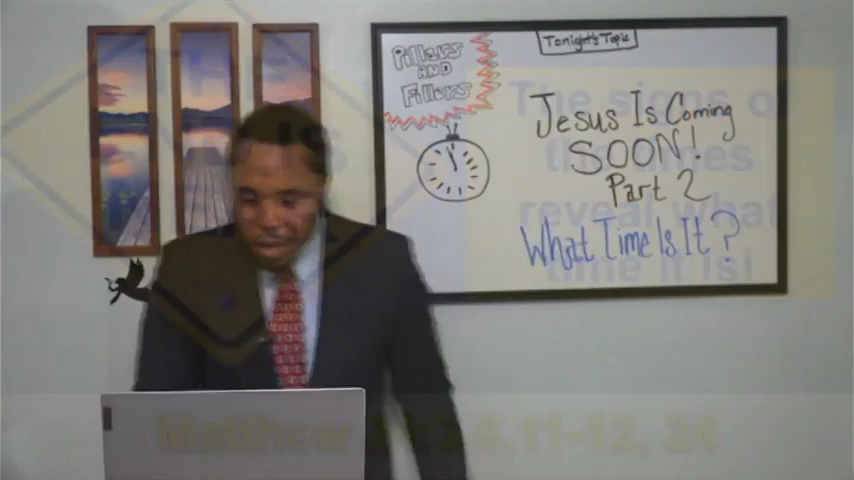 Tonight's Topic
Pillars
AND
Fillers
Jesus Is Coming
SOON!
Part 2
What Time Is It?
The signs of
the times
reveal what
time it is!
IS
Matthew